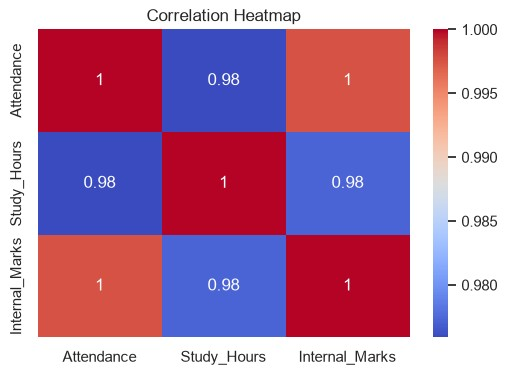 Correlation Heatmap
Attendance
1
0.98
1
Study_Hours
0.98
1
0.98
Internal_Marks
1
0.98
1
Attendance
Study_Hours
Internal_Marks
1.000
0.995
0.990
0.985
0.980